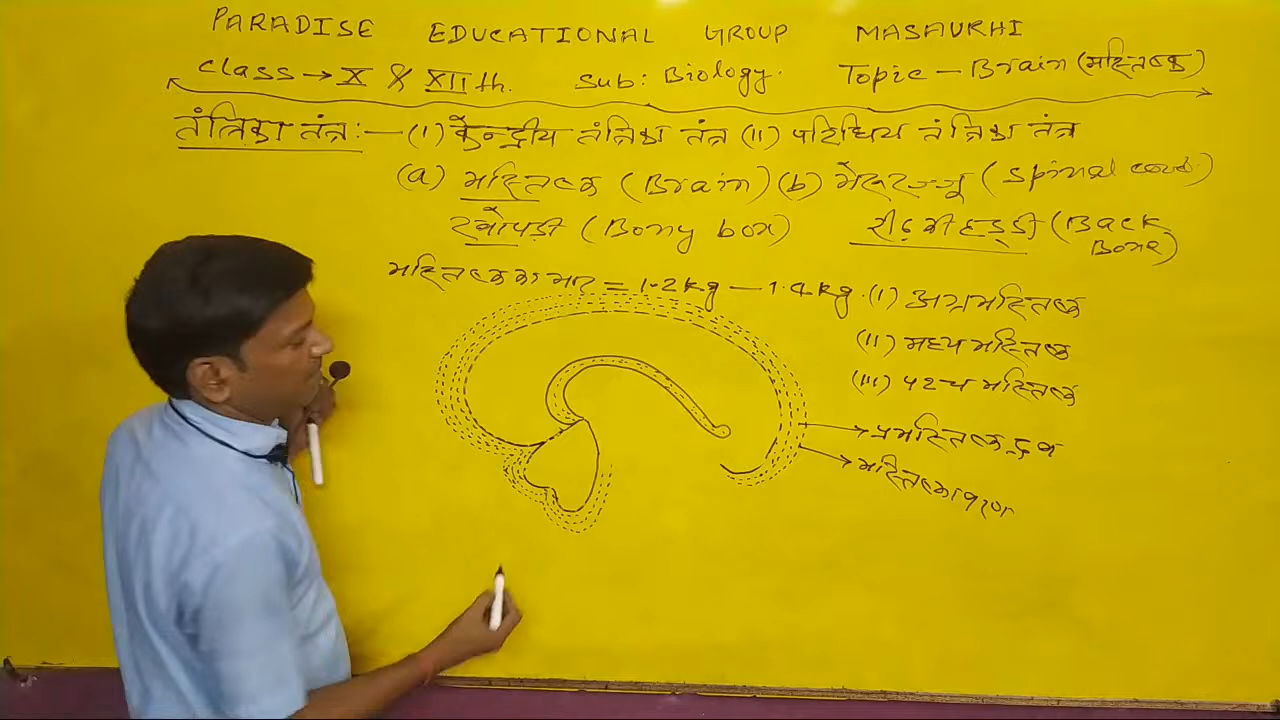 PARADISE EDUCATIONAL GROUP MASAURHI
Class → X & XII th. Sub: Biology. Topic - Brain (मस्तिष्क)
तंत्रिका तंत्र :- (i) केन्द्रीय तंत्रिका तंत्र (ii) परिधिय तंत्रिका तंत्र
(a) मस्तिष्क (Brain) (b) मेरूरज्जू (Spinal cord)
खोपड़ी (Bony box) रीढ़ की हड्डी (Back Bone)
मस्तिष्क का भार = 1.2 kg - 1.4 kg.
(i) अग्रमस्तिष्क
(ii) मध्य मस्तिष्क
(iii) पश्च मस्तिष्क
→ प्रमस्तिष्क द्रव
→ मस्तिष्कावरण